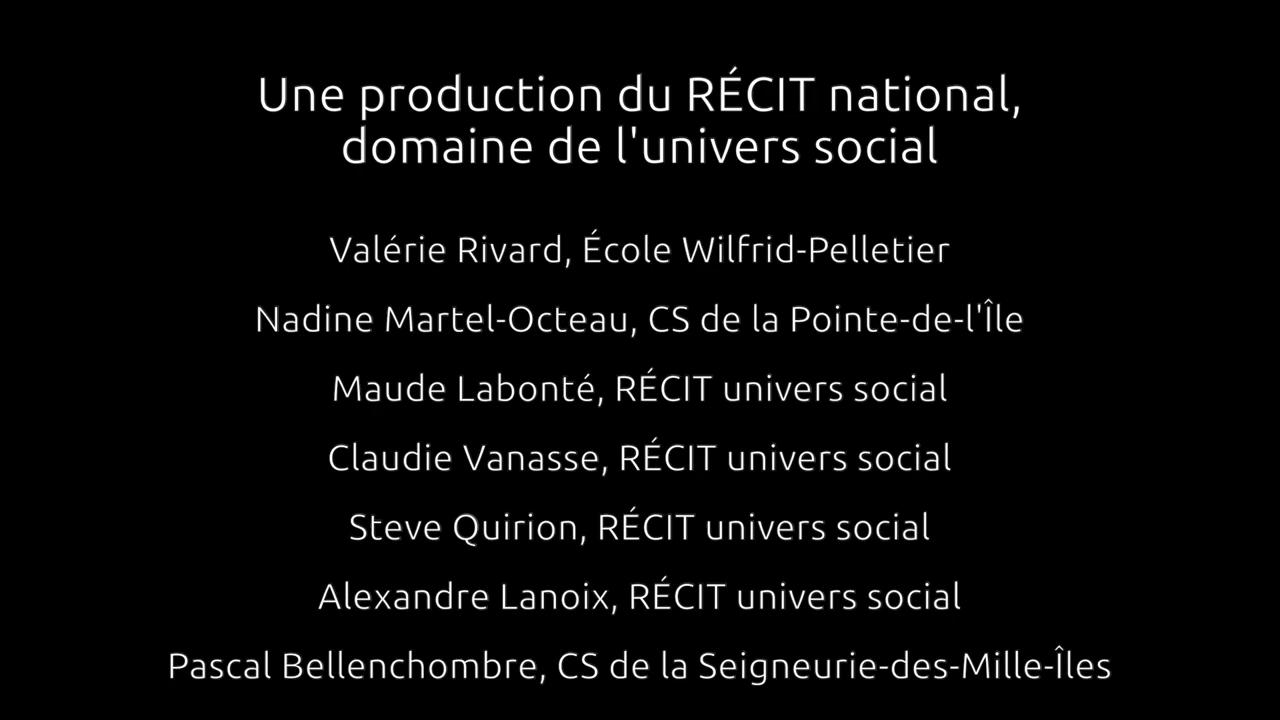 Une production du RÉCIT national,
domaine de l'univers social
Valérie Rivard, École Wilfrid-Pelletier
Nadine Martel-Octeau, CS de la Pointe-de-l'Île
Maude Labonté, RÉCIT univers social
Claudie Vanasse, RÉCIT univers social
Steve Quirion, RÉCIT univers social
Alexandre Lanoix, RÉCIT univers social
Pascal Bellenchombre, CS de la Seigneurie-des-Mille-Îles